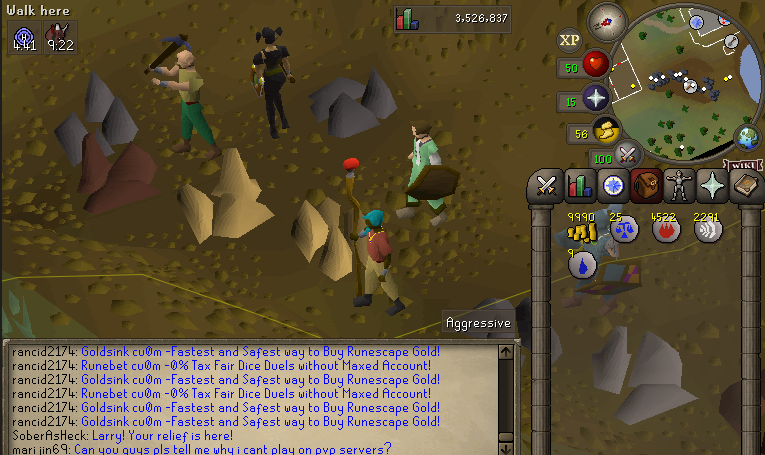 Walk here
4:41
9:22
3,526,837
XP
50
15
56
100
WIKI
9990
25
4522
2291
9
Aggressive
rancid2174: Goldsink cu0m -Fastest and Safest way to Buy Runescape Gold!
rancid2174: Runebet cu0m -0% Tax Fair Dice Duels without Maxed Account!
rancid2174: Goldsink cu0m -Fastest and Safest way to Buy Runescape Gold!
rancid2174: Runebet cu0m -0% Tax Fair Dice Duels without Maxed Account!
rancid2174: Goldsink cu0m -Fastest and Safest way to Buy Runescape Gold!
rancid2174: Goldsink cu0m -Fastest and Safest way to Buy Runescape Gold!
SoberAsHeck: Larry! Your relief is here!
marijin69: Can you guys pls tell me why i cant play on pvp servers?